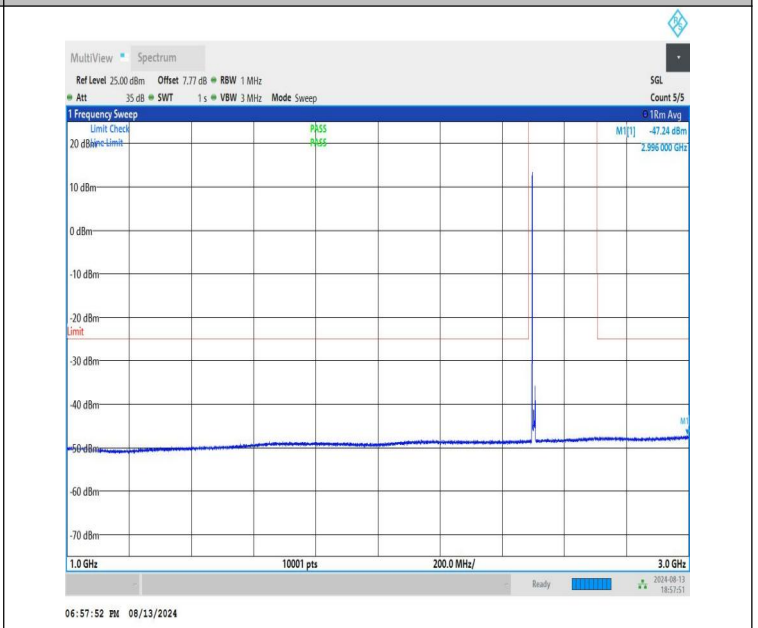 R S
MultiView Spectrum
Ref Level 25.00 dBm Offset 7.77 dB RBW 1 MHz SGL
Att 35 dB SWT 1 s VBW 3 MHz Mode Sweep Count 5/5
1 Frequency Sweep 1Rm Avg
Limit Check PASS M1[1] -47.24 dBm
20 dBm Line Limit PASS 2.996 000 GHz
10 dBm
0 dBm
-10 dBm
-20 dBm
Limit
-30 dBm
-40 dBm
M1
-50 dBm
-60 dBm
-70 dBm
1.0 GHz 10001 pts 200.0 MHz/ 3.0 GHz
Ready 2024-08-13
18:57:51
06:57:52 PM 08/13/2024